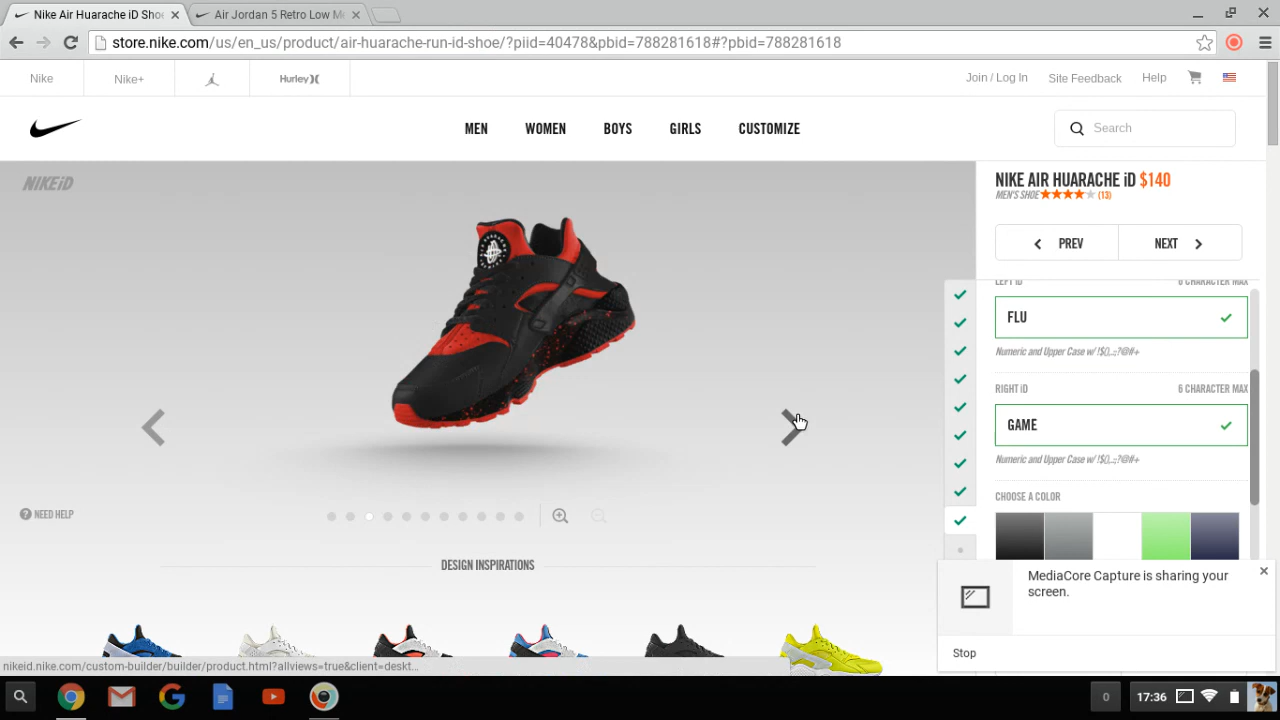 Nike Air Huarache iD Sho
Air Jordan 5 Retro Low M
store.nike.com/us/en_us/product/air-huarache-run-id-shoe/?piid=40478&pbid=788281618#?pbid=788281618
Nike
Nike+
Hurley
Join / Log In
Site Feedback
Help
MEN
WOMEN
BOYS
GIRLS
CUSTOMIZE
Search
NIKEiD
NIKE AIR HUARACHE iD $140
MEN'S SHOE (13)
PREV
NEXT
LEFT iD
6 CHARACTER MAX
FLU
Numeric and Upper Case w/ !$(),.:;?@#+
RIGHT iD
6 CHARACTER MAX
GAME
Numeric and Upper Case w/ !$(),.:;?@#+
CHOOSE A COLOR
NEED HELP
DESIGN INSPIRATIONS
MediaCore Capture is sharing your
screen.
Stop
nikeid.nike.com/custom-builder/builder/product.html?allviews=true&client=deskt...
0
17:36